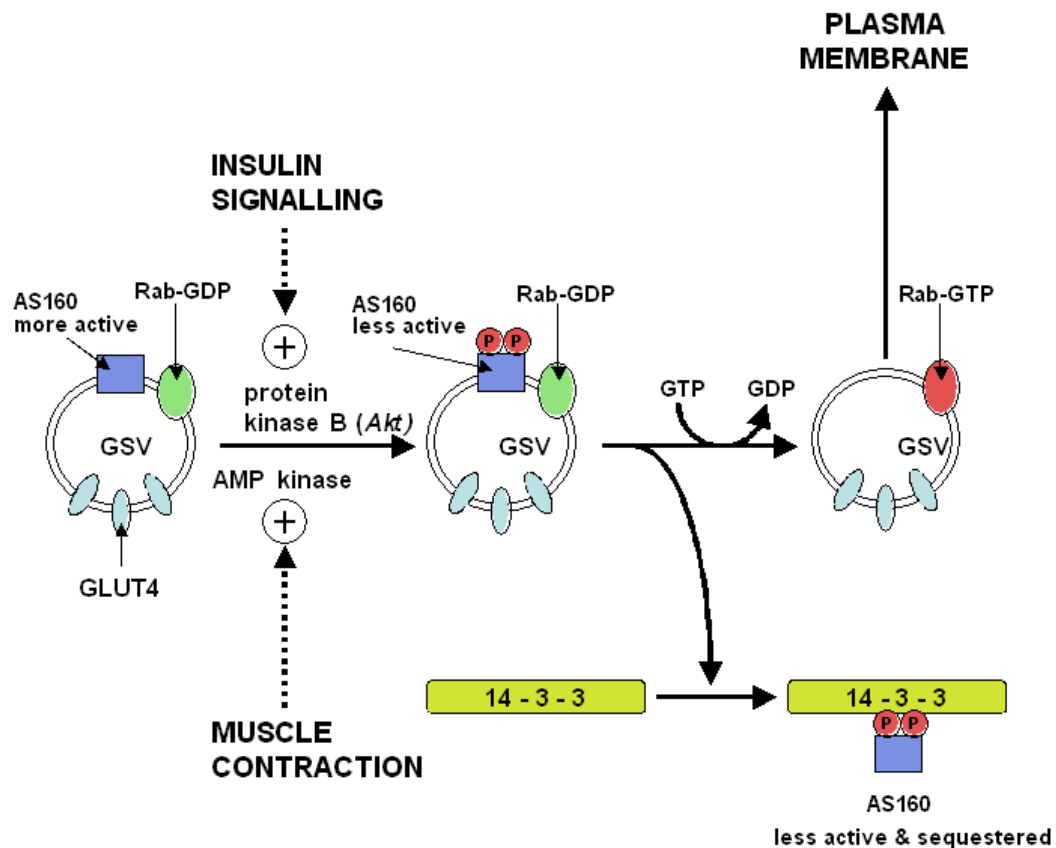 PLASMA
MEMBRANE
INSULIN
SIGNALLING
AS160
more active
Rab-GDP
AS160
less active
Rab-GDP
Rab-GTP
P P
+
protein
kinase B (Akt)
GTP
GDP
GSV
GSV
GSV
AMP kinase
+
GLUT4
MUSCLE
CONTRACTION
14 - 3 - 3
14 - 3 - 3
P P
AS160
less active & sequestered